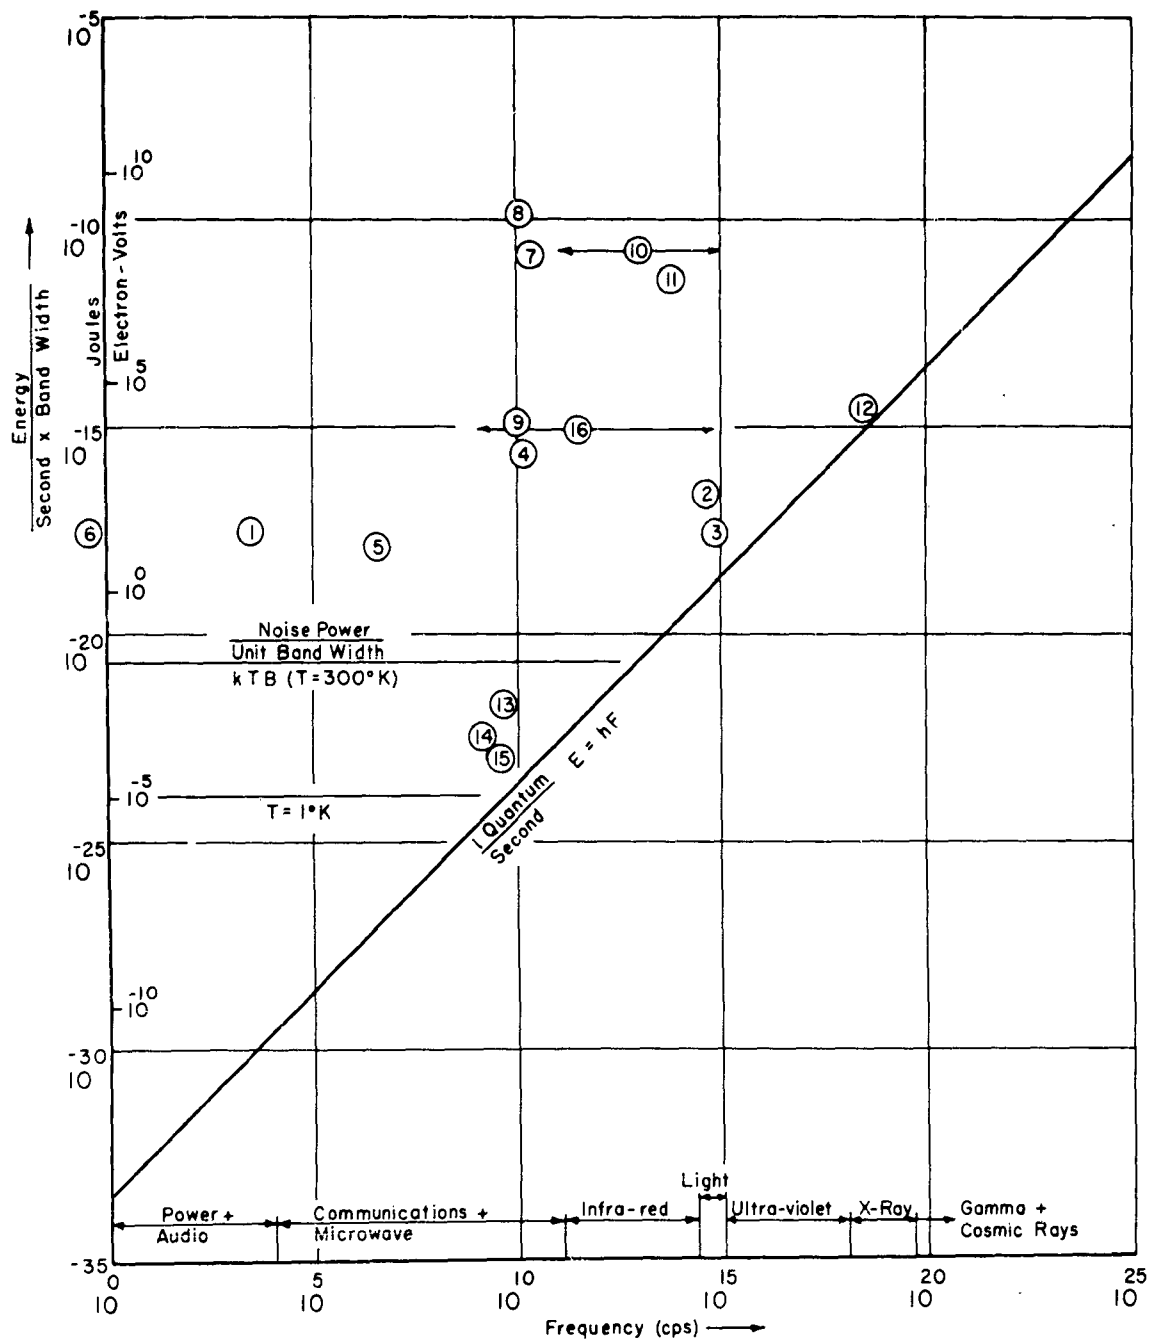 10^-5
10^10
10^-10
Energy
Second x Band Width
Joules
Electron-Volts
8
7
10
11
10^5
10^-15
9
16
12
4
2
3
6
1
5
10^0
10^-20
Noise Power
Unit Band Width
kTB (T=300°K)
13
14
15
E = hF
1 Quantum
Second
10^-5
T = 1°K
10^-25
10^-10
10^-30
Light
Power +
Audio
Communications +
Microwave
Infra-red
Ultra-violet
X-Ray
Gamma +
Cosmic Rays
-35
10^0 10^5 10^10 10^15 10^20 10^25
Frequency (cps)